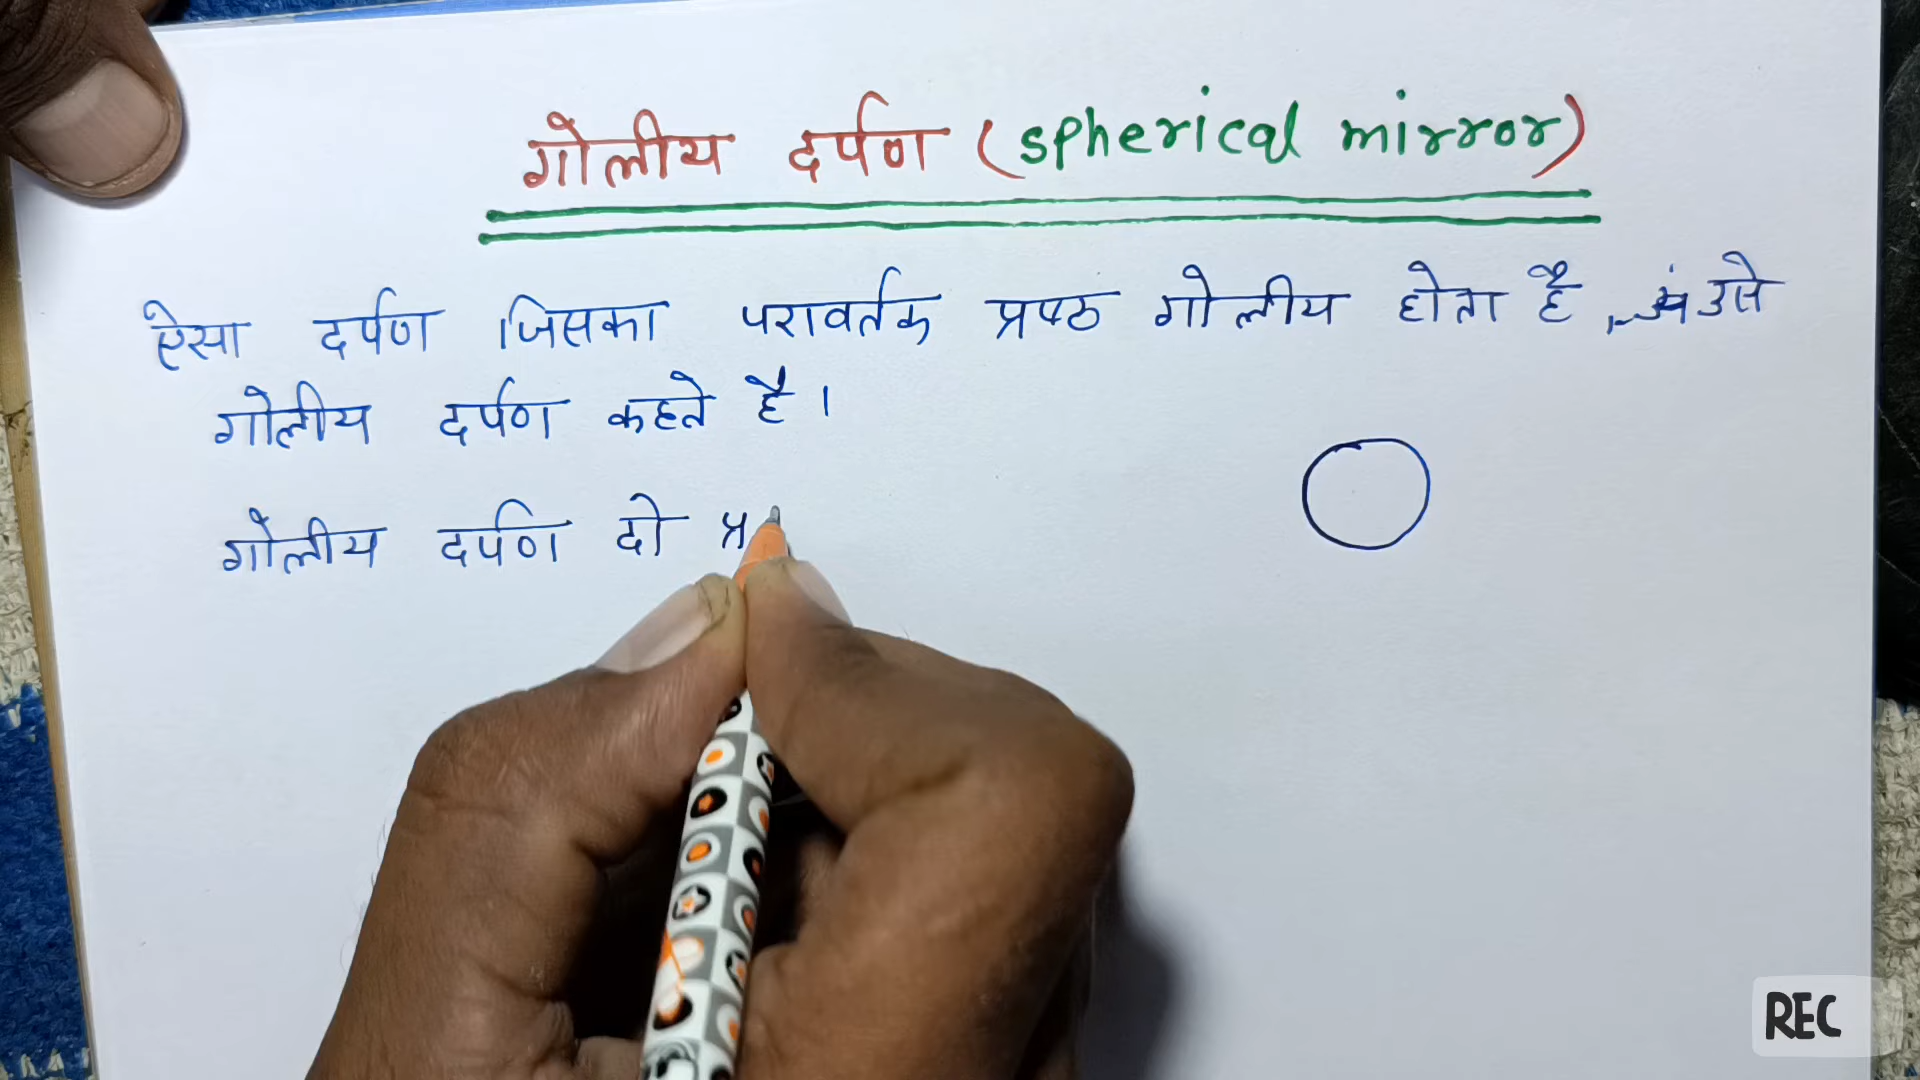 गोलीय दर्पण (spherical mirror)
ऐसा दर्पण जिसका परावर्तक प्रष्ठ गोलीय होता है, उसे
गोलीय दर्पण कहते है।
गोलीय दर्पण दो प्र
REC